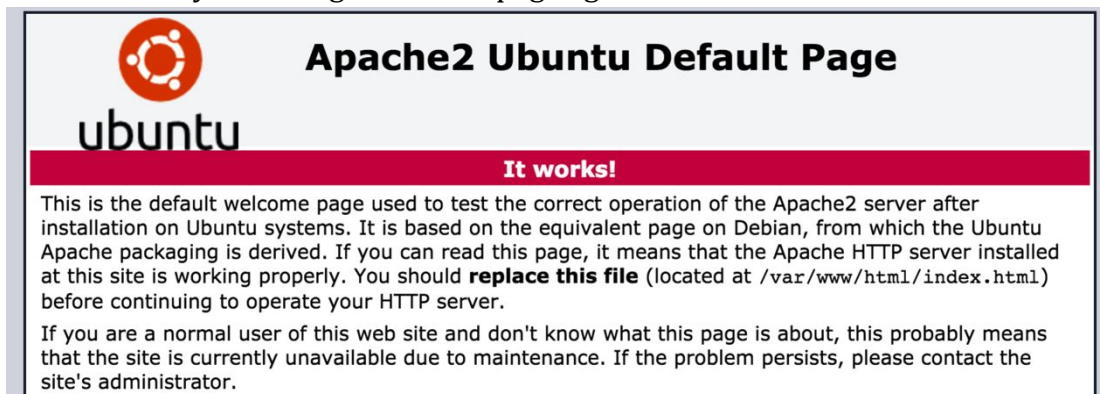 Apache2 Ubuntu Default Page
ubuntu
It works!
This is the default welcome page used to test the correct operation of the Apache2 server after
installation on Ubuntu systems. It is based on the equivalent page on Debian, from which the Ubuntu
Apache packaging is derived. If you can read this page, it means that the Apache HTTP server installed
at this site is working properly. You should replace this file (located at /var/www/html/index.html)
before continuing to operate your HTTP server.
If you are a normal user of this web site and don't know what this page is about, this probably means
that the site is currently unavailable due to maintenance. If the problem persists, please contact the
site's administrator.